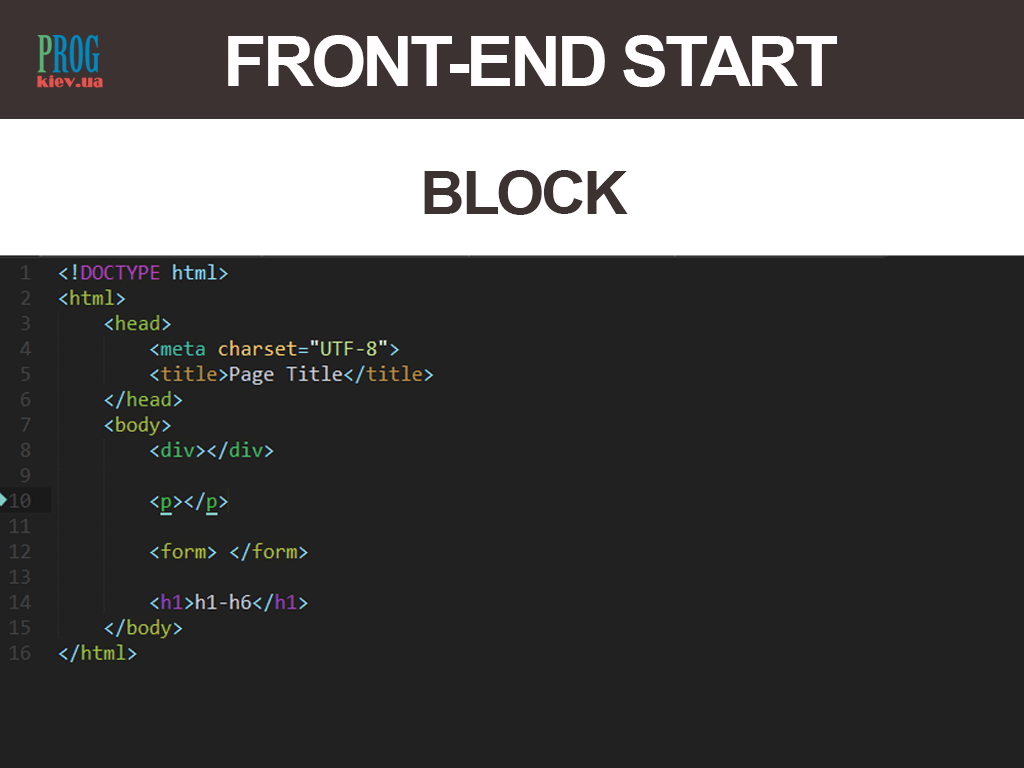 PROG
kiev.ua
FRONT-END START
BLOCK
1 <!DOCTYPE html>
2 <html>
3 <head>
4 <meta charset="UTF-8">
5 <title>Page Title</title>
6 </head>
7 <body>
8 <div></div>
9
10 <p></p>
11
12 <form> </form>
13
14 <h1>h1-h6</h1>
15 </body>
16 </html>